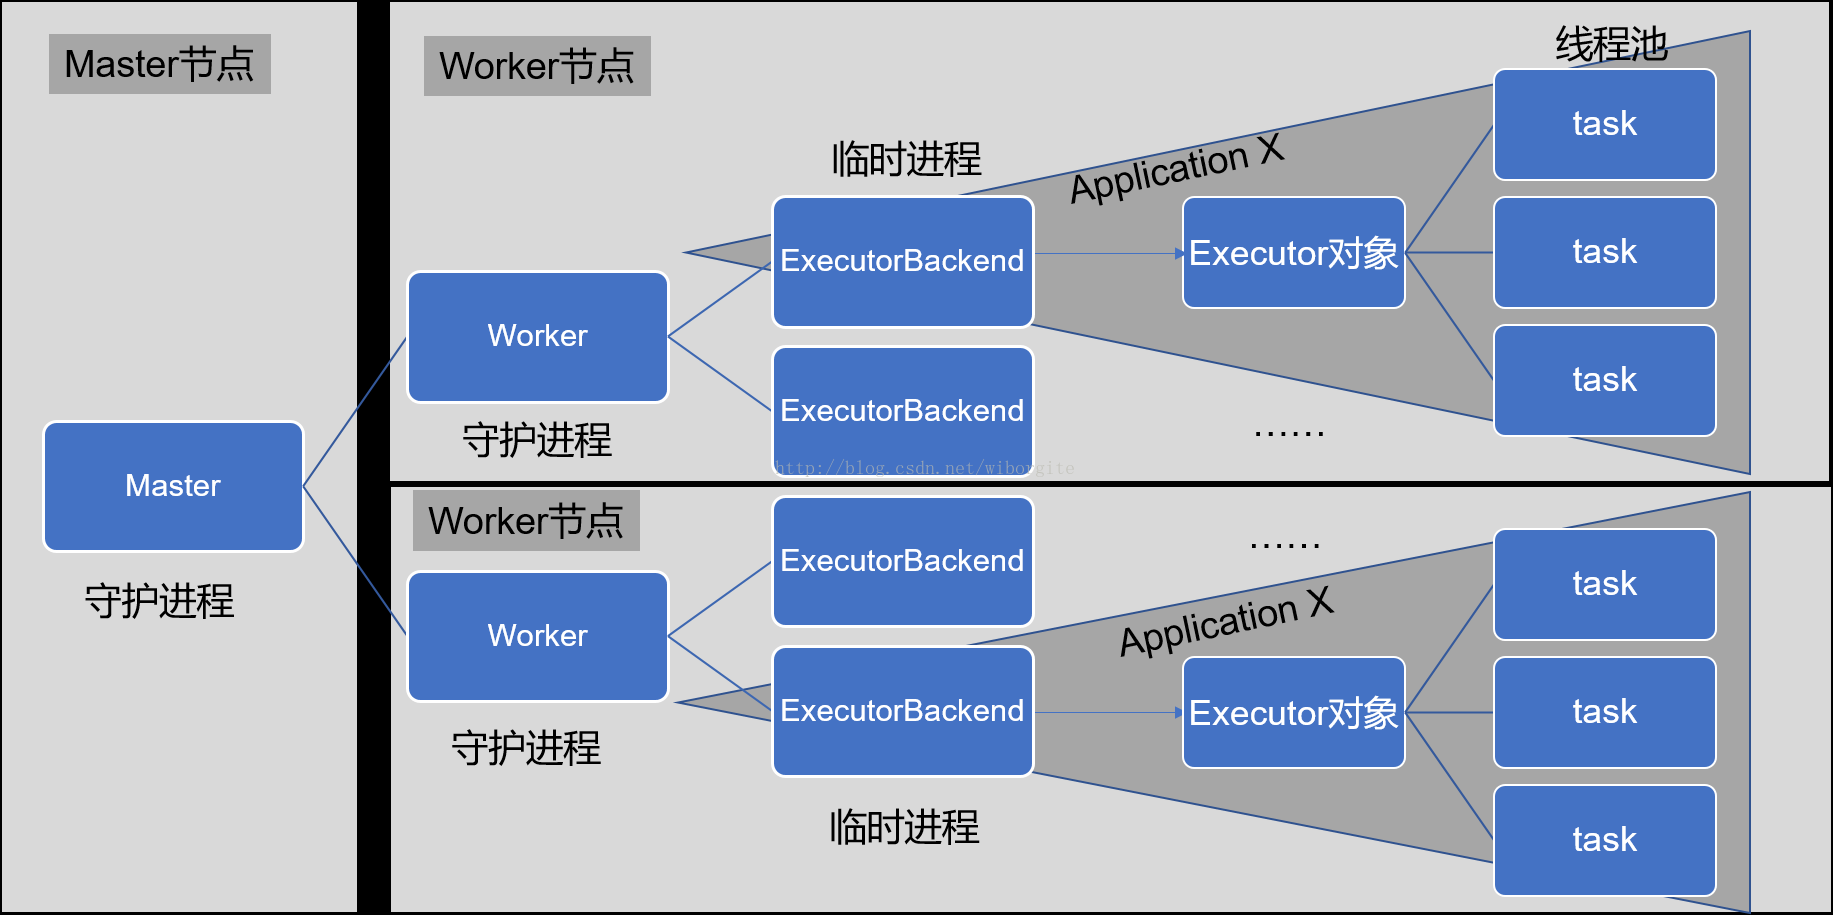 Master节点
Master
守护进程
Worker节点
线程池
临时进程
Application X
task
ExecutorBackend
Executor对象
task
Worker
task
ExecutorBackend
守护进程
……
http://blog.csdn.net/wiborgite
Worker节点
ExecutorBackend
……
task
Application X
Worker
ExecutorBackend
Executor对象
task
守护进程
临时进程
task